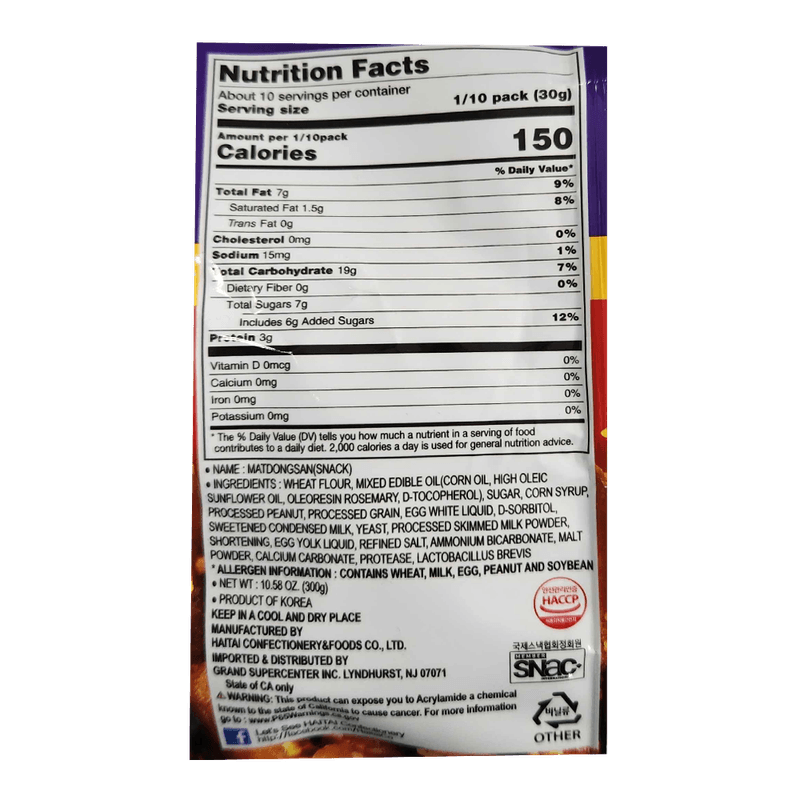 Nutrition Facts
About 10 servings per container
Serving size 1/10 pack (30g)
Amount per 1/10pack
Calories 150
% Daily Value*
Total Fat 7g 9%
Saturated Fat 1.5g 8%
Trans Fat 0g
Cholesterol 0mg 0%
Sodium 15mg 1%
Total Carbohydrate 19g 7%
Dietary Fiber 0g 0%
Total Sugars 7g
Includes 6g Added Sugars 12%
Protein 3g
Vitamin D 0mcg 0%
Calcium 0mg 0%
Iron 0mg 0%
Potassium 0mg 0%
* The % Daily Value (DV) tells you how much a nutrient in a serving of food
contributes to a daily diet. 2,000 calories a day is used for general nutrition advice.
• NAME : MATDONGSAN(SNACK)
• INGREDIENTS : WHEAT FLOUR, MIXED EDIBLE OIL(CORN OIL, HIGH OLEIC
SUNFLOWER OIL, OLEORESIN ROSEMARY, D-TOCOPHEROL), SUGAR, CORN SYRUP,
PROCESSED PEANUT, PROCESSED GRAIN, EGG WHITE LIQUID, D-SORBITOL,
SWEETENED CONDENSED MILK, YEAST, PROCESSED SKIMMED MILK POWDER,
SHORTENING, EGG YOLK LIQUID, REFINED SALT, AMMONIUM BICARBONATE, MALT
POWDER, CALCIUM CARBONATE, PROTEASE, LACTOBACILLUS BREVIS
* ALLERGEN INFORMATION : CONTAINS WHEAT, MILK, EGG, PEANUT AND SOYBEAN
• NET WT : 10.58 OZ. (300g)
• PRODUCT OF KOREA
KEEP IN A COOL AND DRY PLACE
MANUFACTURED BY
HAITAI CONFECTIONERY&FOODS CO., LTD.
IMPORTED & DISTRIBUTED BY
GRAND SUPERCENTER INC. LYNDHURST, NJ 07071
State of CA only
⚠ WARNING: This product can expose you to Acrylamide a chemical
known to the state of California to cause cancer. For more information
go to : www.P65Warnings.ca.gov
f Let's See HAITAI Confectionery
http://facebook.com/
HACCP
국제스낵협회정회원
MEMBER
SNAC
비닐류
OTHER